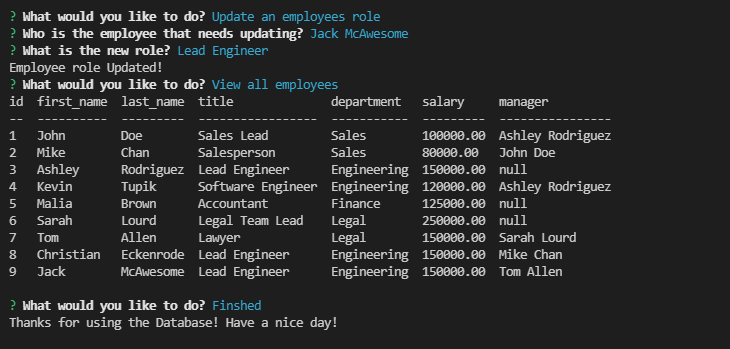 ? What would you like to do? Update an employees role
? Who is the employee that needs updating? Jack McAwesome
? What is the new role? Lead Engineer
Employee role Updated!
? What would you like to do? View all employees
id  first_name  last_name  title              department   salary     manager
--  ----------  ---------  -----------------  -----------  ---------  ----------------
1   John        Doe        Sales Lead         Sales        100000.00  Ashley Rodriguez
2   Mike        Chan       Salesperson        Sales        80000.00   John Doe
3   Ashley      Rodriguez  Lead Engineer      Engineering  150000.00  null
4   Kevin       Tupik      Software Engineer  Engineering  120000.00  Ashley Rodriguez
5   Malia       Brown      Accountant         Finance      125000.00  null
6   Sarah       Lourd      Legal Team Lead    Legal        250000.00  null
7   Tom         Allen      Lawyer             Legal        150000.00  Sarah Lourd
8   Christian   Eckenrode  Lead Engineer      Engineering  150000.00  Mike Chan
9   Jack        McAwesome  Lead Engineer      Engineering  150000.00  Tom Allen
? What would you like to do? Finshed
Thanks for using the Database! Have a nice day!